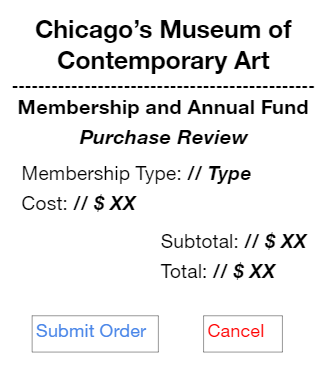 Chicago’s Museum of
Contemporary Art
--------------------------------------------
Membership and Annual Fund
Purchase Review
Membership Type: // Type
Cost: // $ XX
Subtotal: // $ XX
Total: // $ XX
Submit Order
Cancel